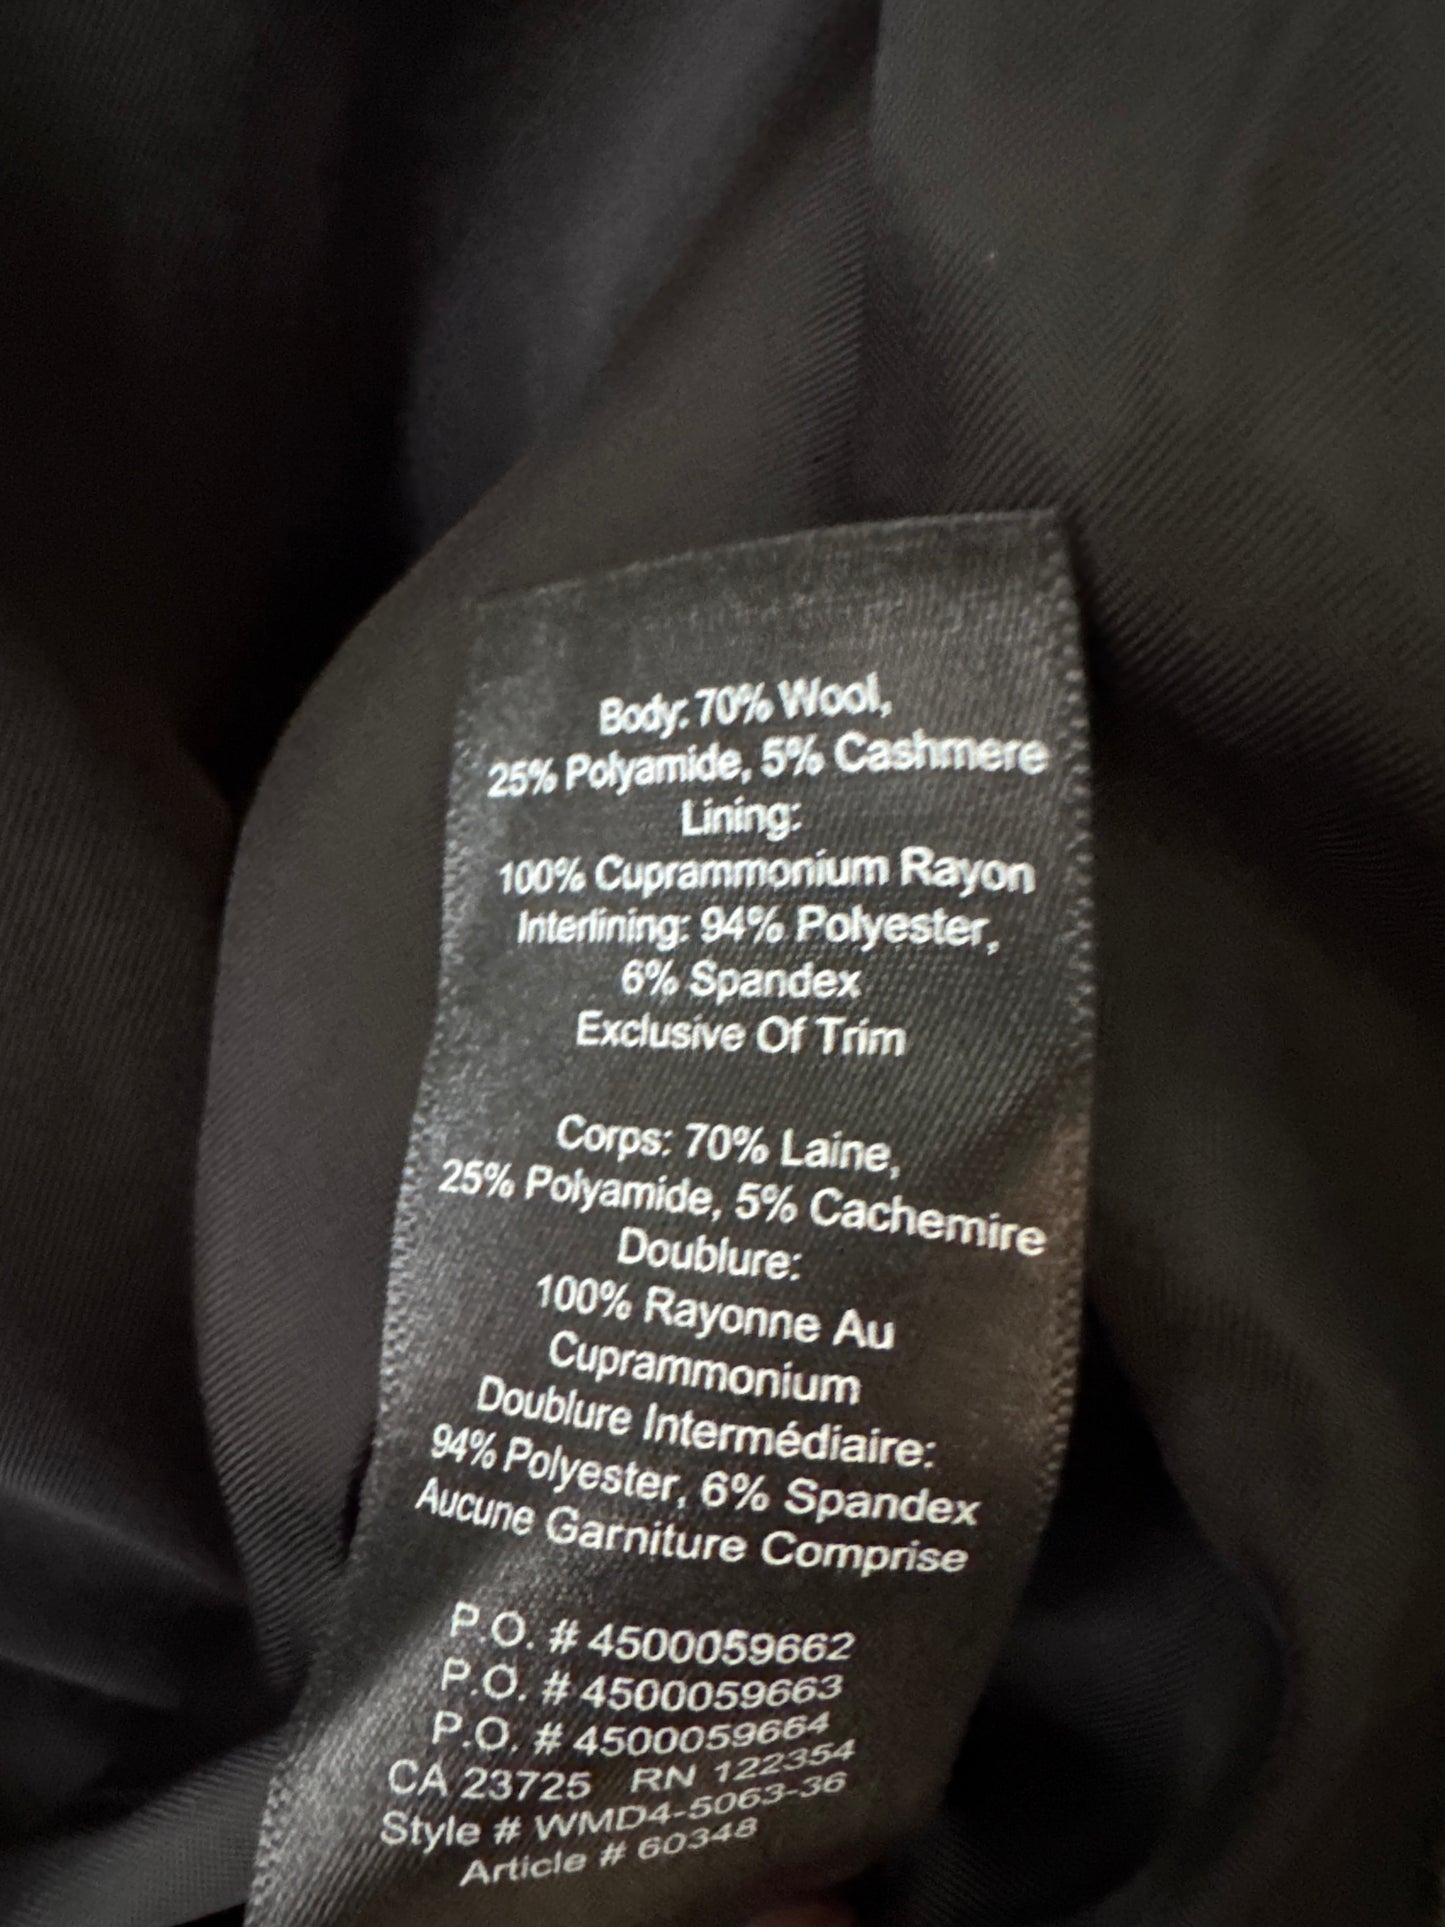 Body: 70% Wool,
25% Polyamide, 5% Cashmere
Lining:
100% Cuprammonium Rayon
Interlining: 94% Polyester,
6% Spandex
Exclusive Of Trim
Corps: 70% Laine,
25% Polyamide, 5% Cachemire
Doublure:
100% Rayonne Au
Cuprammonium
Doublure Intermédiaire:
94% Polyester, 6% Spandex
Aucune Garniture Comprise
P.O. # 4500059662
P.O. # 4500059663
P.O. # 4500059664
CA 23725 RN 122354
Style # WMD4-5063-36
Article # 60348